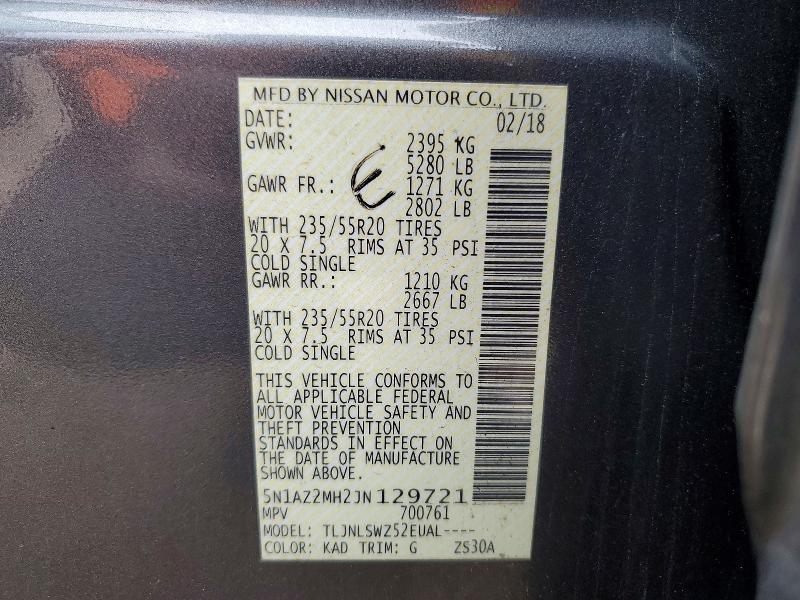 MFD BY NISSAN MOTOR CO., LTD.
DATE: 02/18
GVWR: 2395 KG
5280 LB
GAWR FR.: 1271 KG
2802 LB
WITH 235/55R20 TIRES
20 X 7.5 RIMS AT 35 PSI
COLD SINGLE
GAWR RR.: 1210 KG
2667 LB
WITH 235/55R20 TIRES
20 X 7.5 RIMS AT 35 PSI
COLD SINGLE
THIS VEHICLE CONFORMS TO
ALL APPLICABLE FEDERAL
MOTOR VEHICLE SAFETY AND
THEFT PREVENTION
STANDARDS IN EFFECT ON
THE DATE OF MANUFACTURE
SHOWN ABOVE.
5N1AZ2MH2JN129721
MPV 700761
MODEL: TLJNLSWZ52EUAL----
COLOR: KAD TRIM: G ZS30A